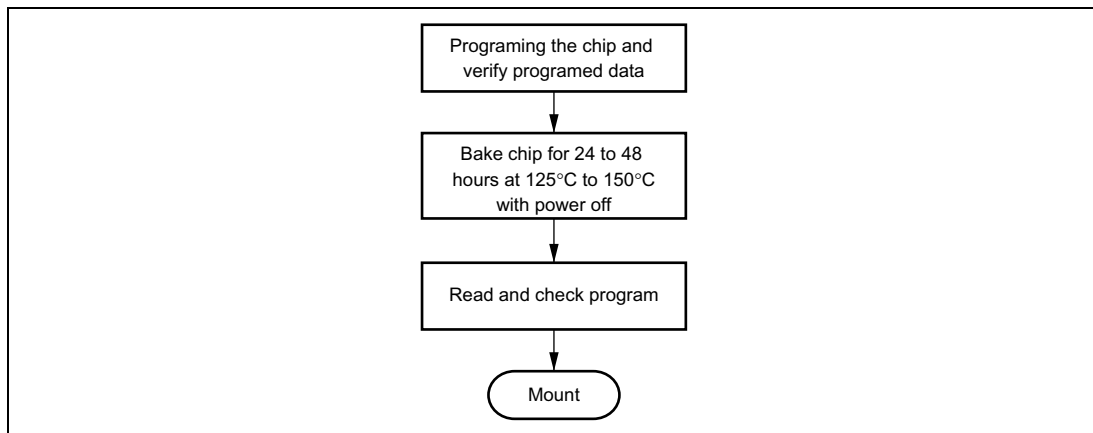 Programing the chip and
verify programed data
Bake chip for 24 to 48
hours at 125°C to 150°C
with power off
Read and check program
Mount